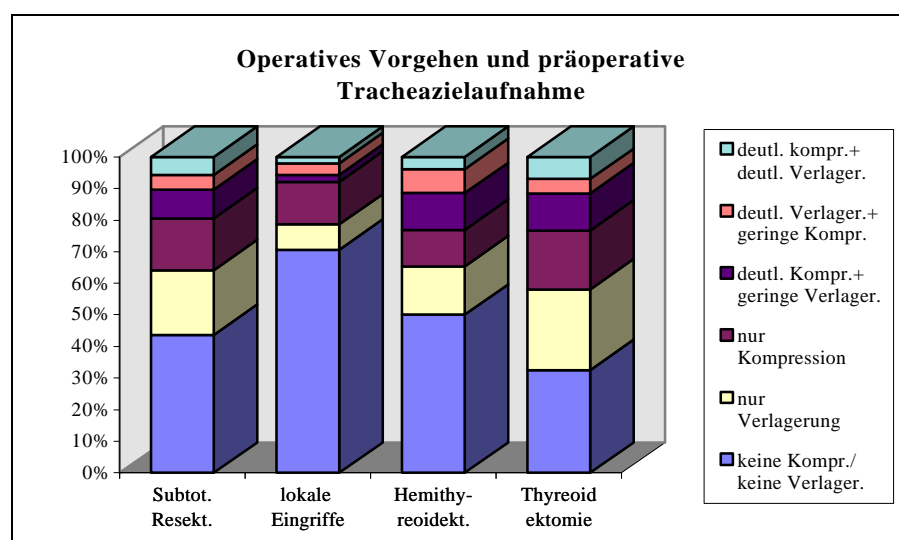 Operatives Vorgehen und präoperative
Tracheazielaufnahme
100%
90%
80%
70%
60%
50%
40%
30%
20%
10%
0%
Subtot.
Resekt.
lokale
Eingriffe
Hemithy-
reoidekt.
Thyreoid
ektomie
deutl. kompr.+
deutl. Verlager.
deutl. Verlager.+
geringe Kompr.
deutl. Kompr.+
geringe Verlager.
nur
Kompression
nur
Verlagerung
keine Kompr./
keine Verlager.